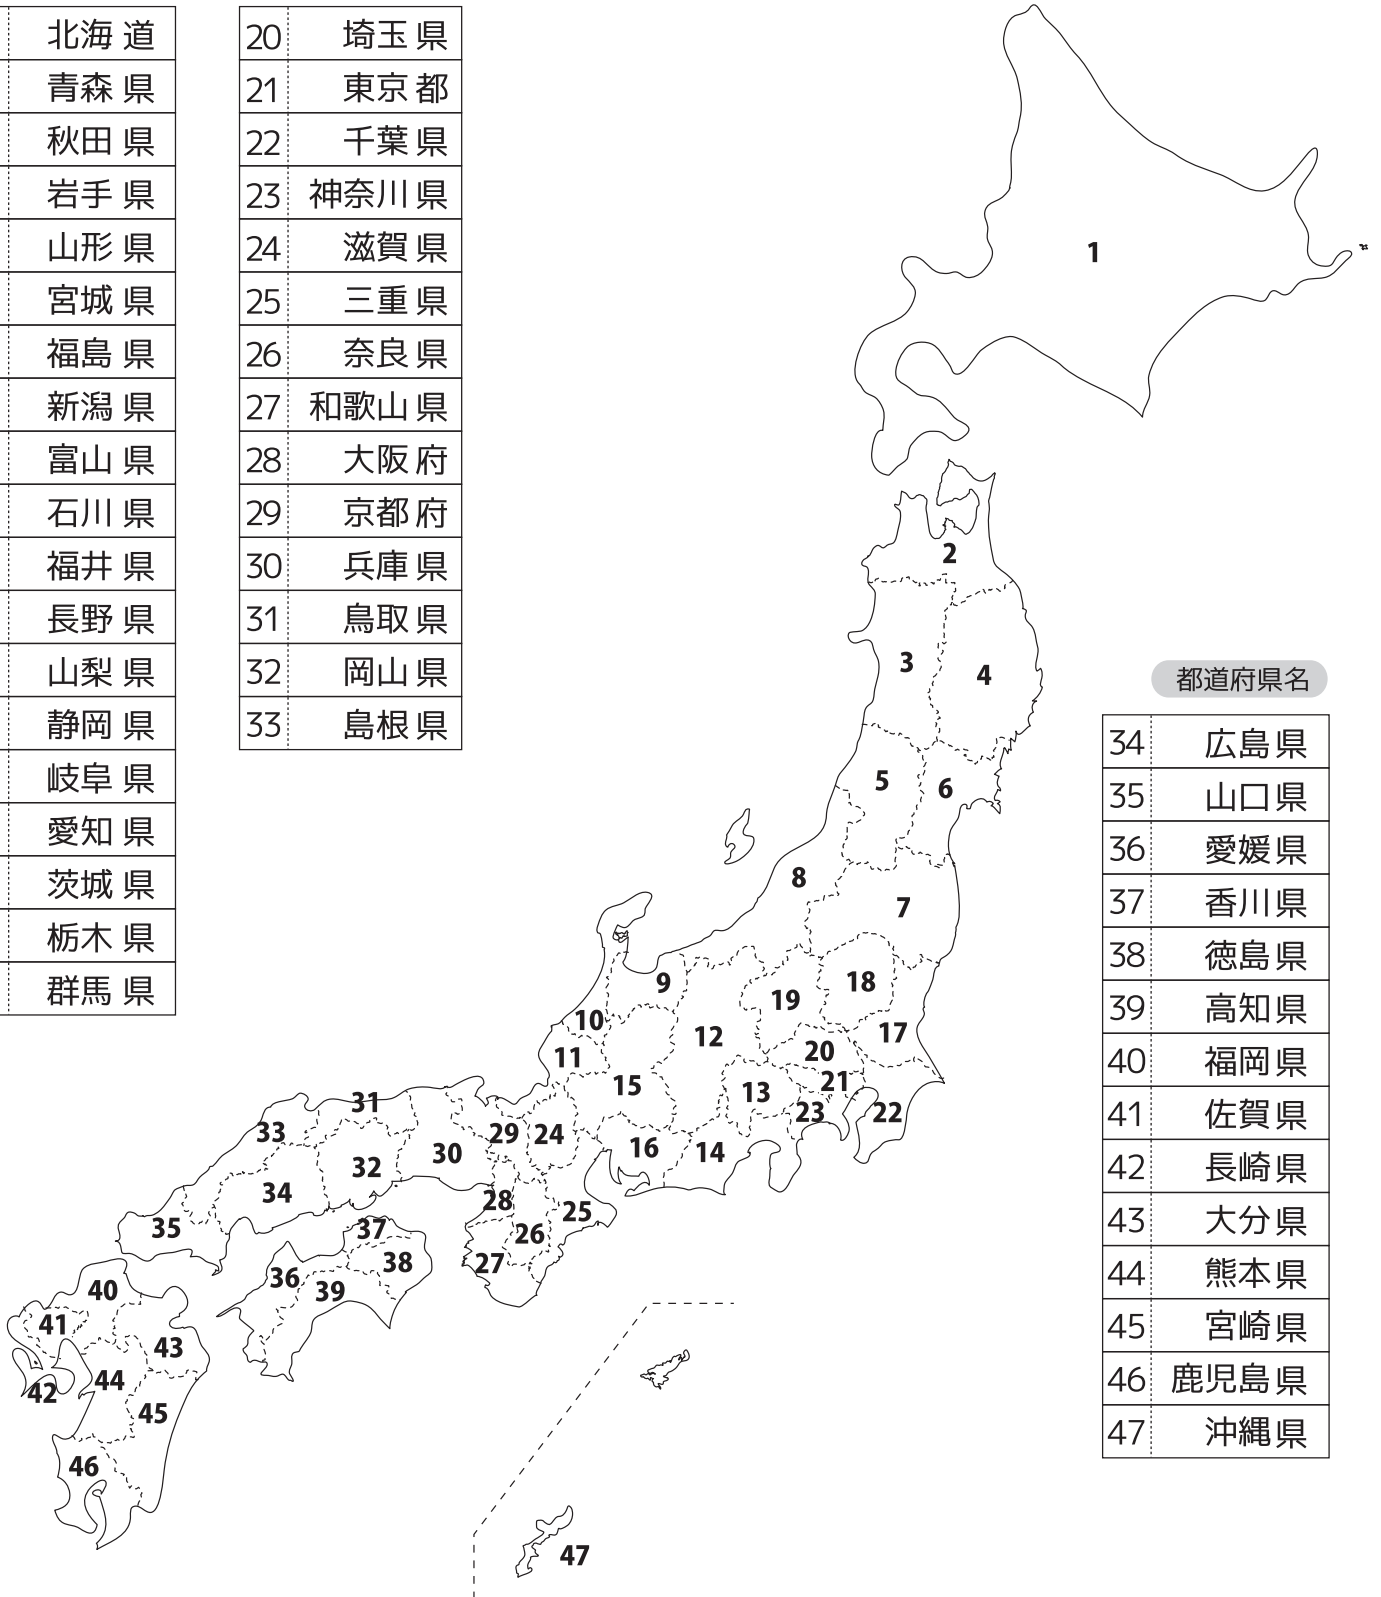 北海道
青森県
秋田県
岩手県
山形県
宮城県
福島県
新潟県
富山県
石川県
福井県
長野県
山梨県
静岡県
岐阜県
愛知県
茨城県
栃木県
群馬県
20 埼玉県
21 東京都
22 千葉県
23 神奈川県
24 滋賀県
25 三重県
26 奈良県
27 和歌山県
28 大阪府
29 京都府
30 兵庫県
31 鳥取県
32 岡山県
33 島根県
都道府県名
34 広島県
35 山口県
36 愛媛県
37 香川県
38 徳島県
39 高知県
40 福岡県
41 佐賀県
42 長崎県
43 大分県
44 熊本県
45 宮崎県
46 鹿児島県
47 沖縄県
1
2
3
4
5
6
8
7
9
18
19
10
12
17
11
20
15
21
13
31
23
22
33
29
24
30
16
14
32
34
28
25
35
37
26
38
27
36
40
39
41
43
44
42
45
46
47